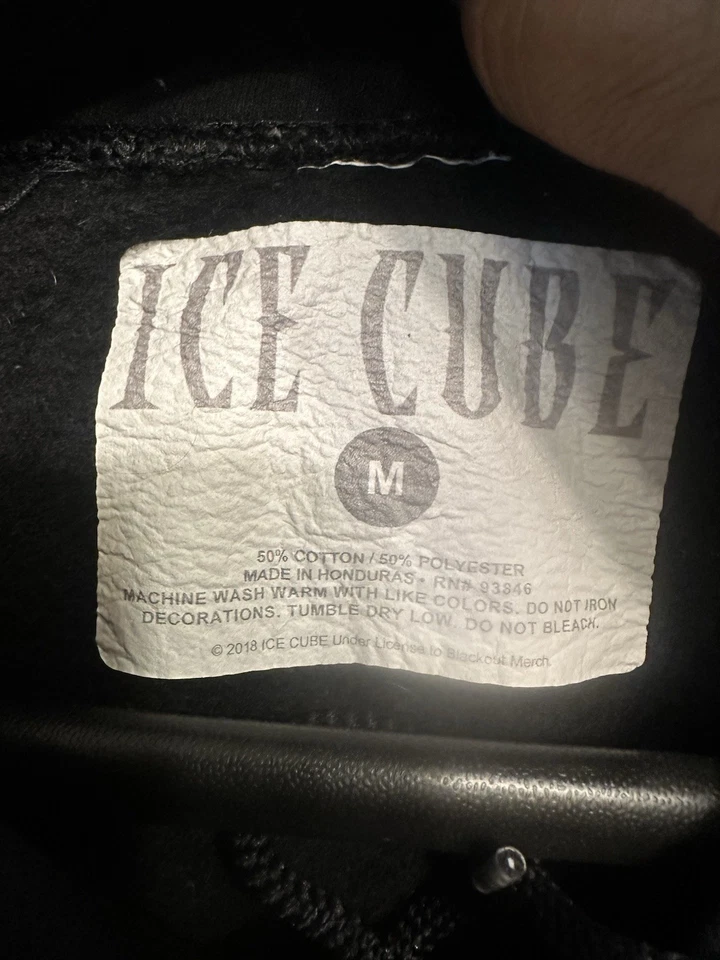 ICE CUBE
M
50% COTTON / 50% POLYESTER
MADE IN HONDURAS • RN# 93846
MACHINE WASH WARM WITH LIKE COLORS. DO NOT IRON
DECORATIONS. TUMBLE DRY LOW. DO NOT BLEACH.
© 2018 ICE CUBE Under License to Blackout Merch